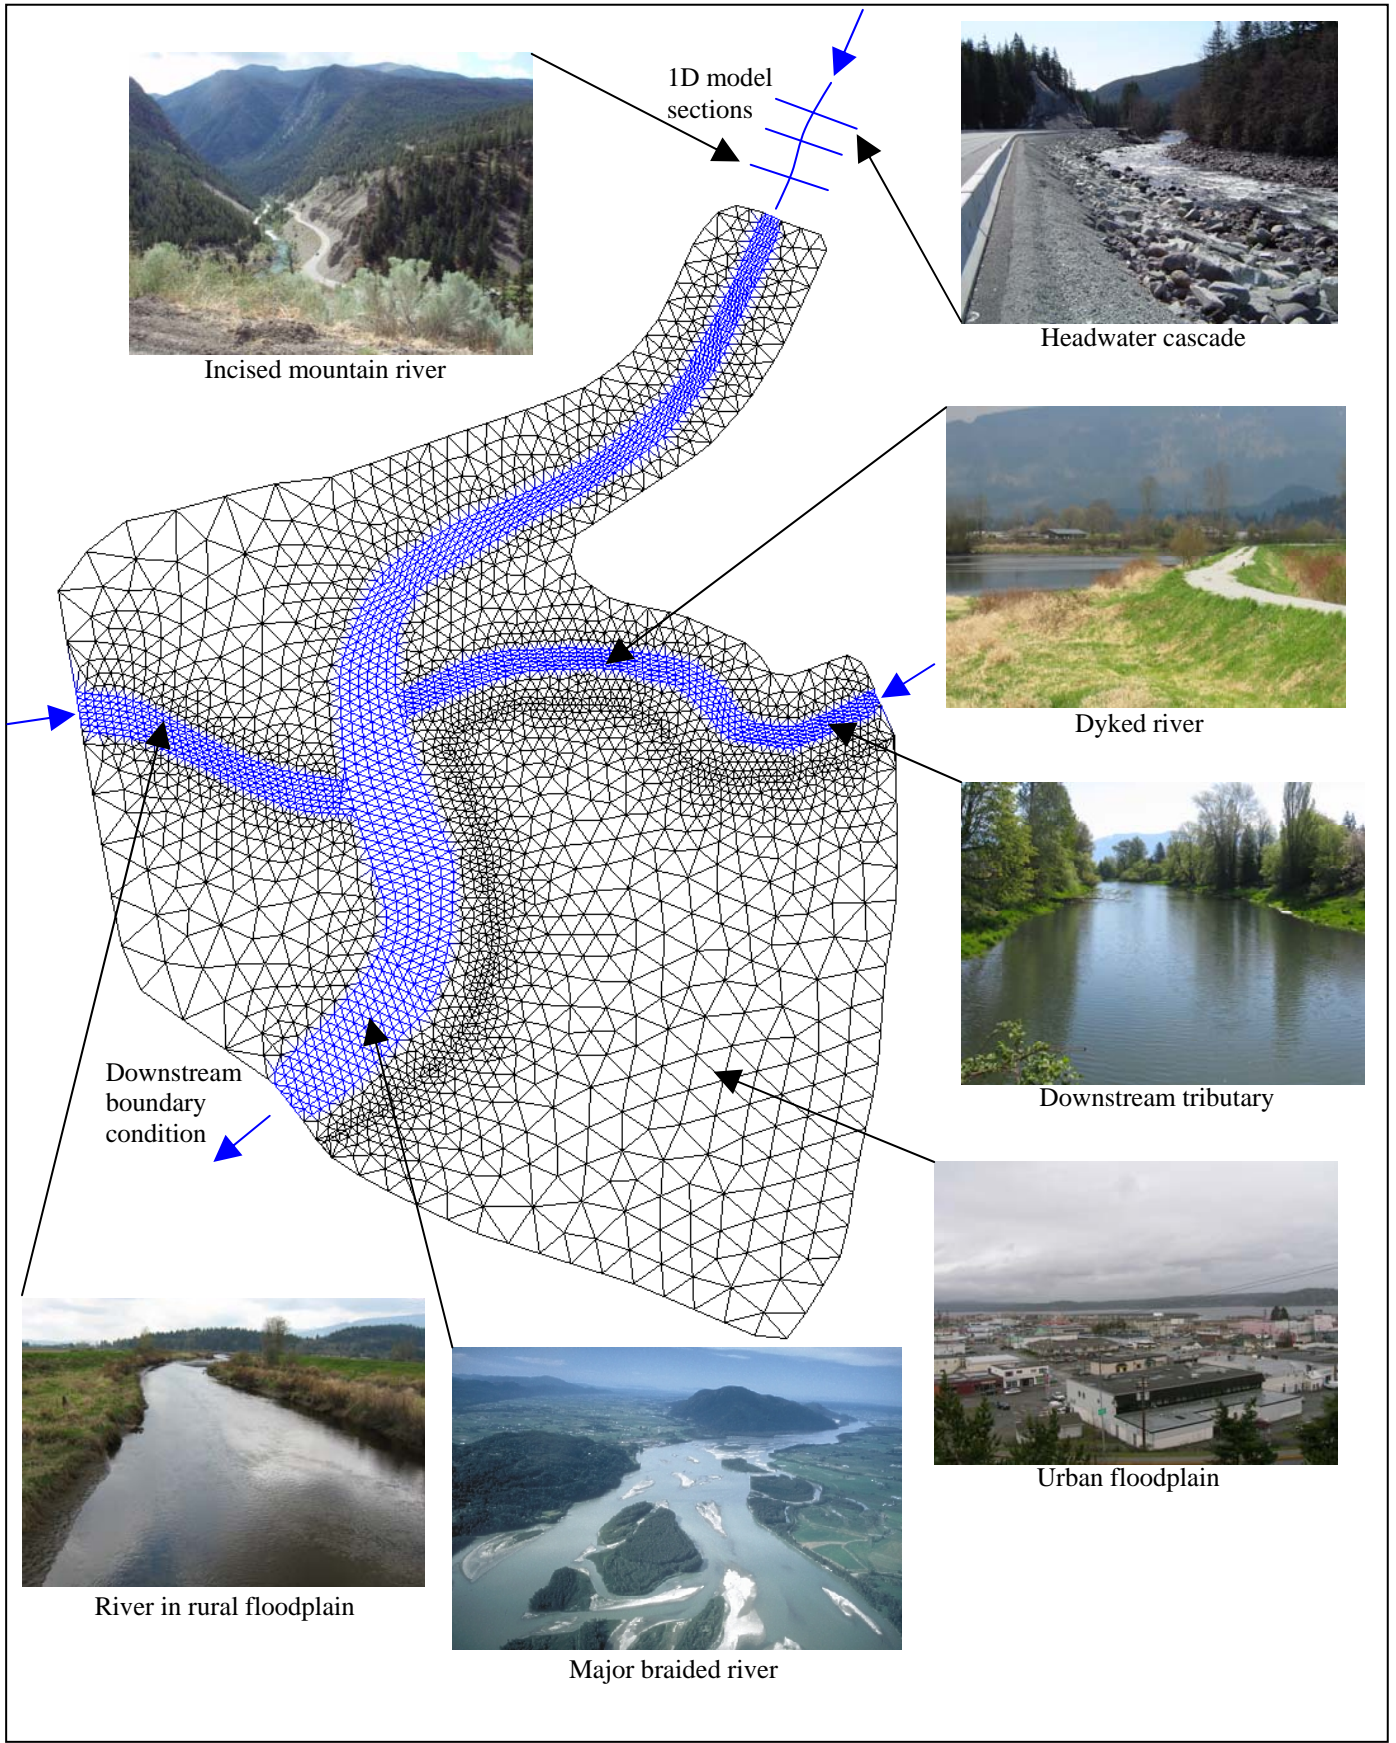 1D model
sections
Incised mountain river
Headwater cascade
Dyked river
Downstream tributary
Downstream
boundary
condition
Urban floodplain
River in rural floodplain
Major braided river